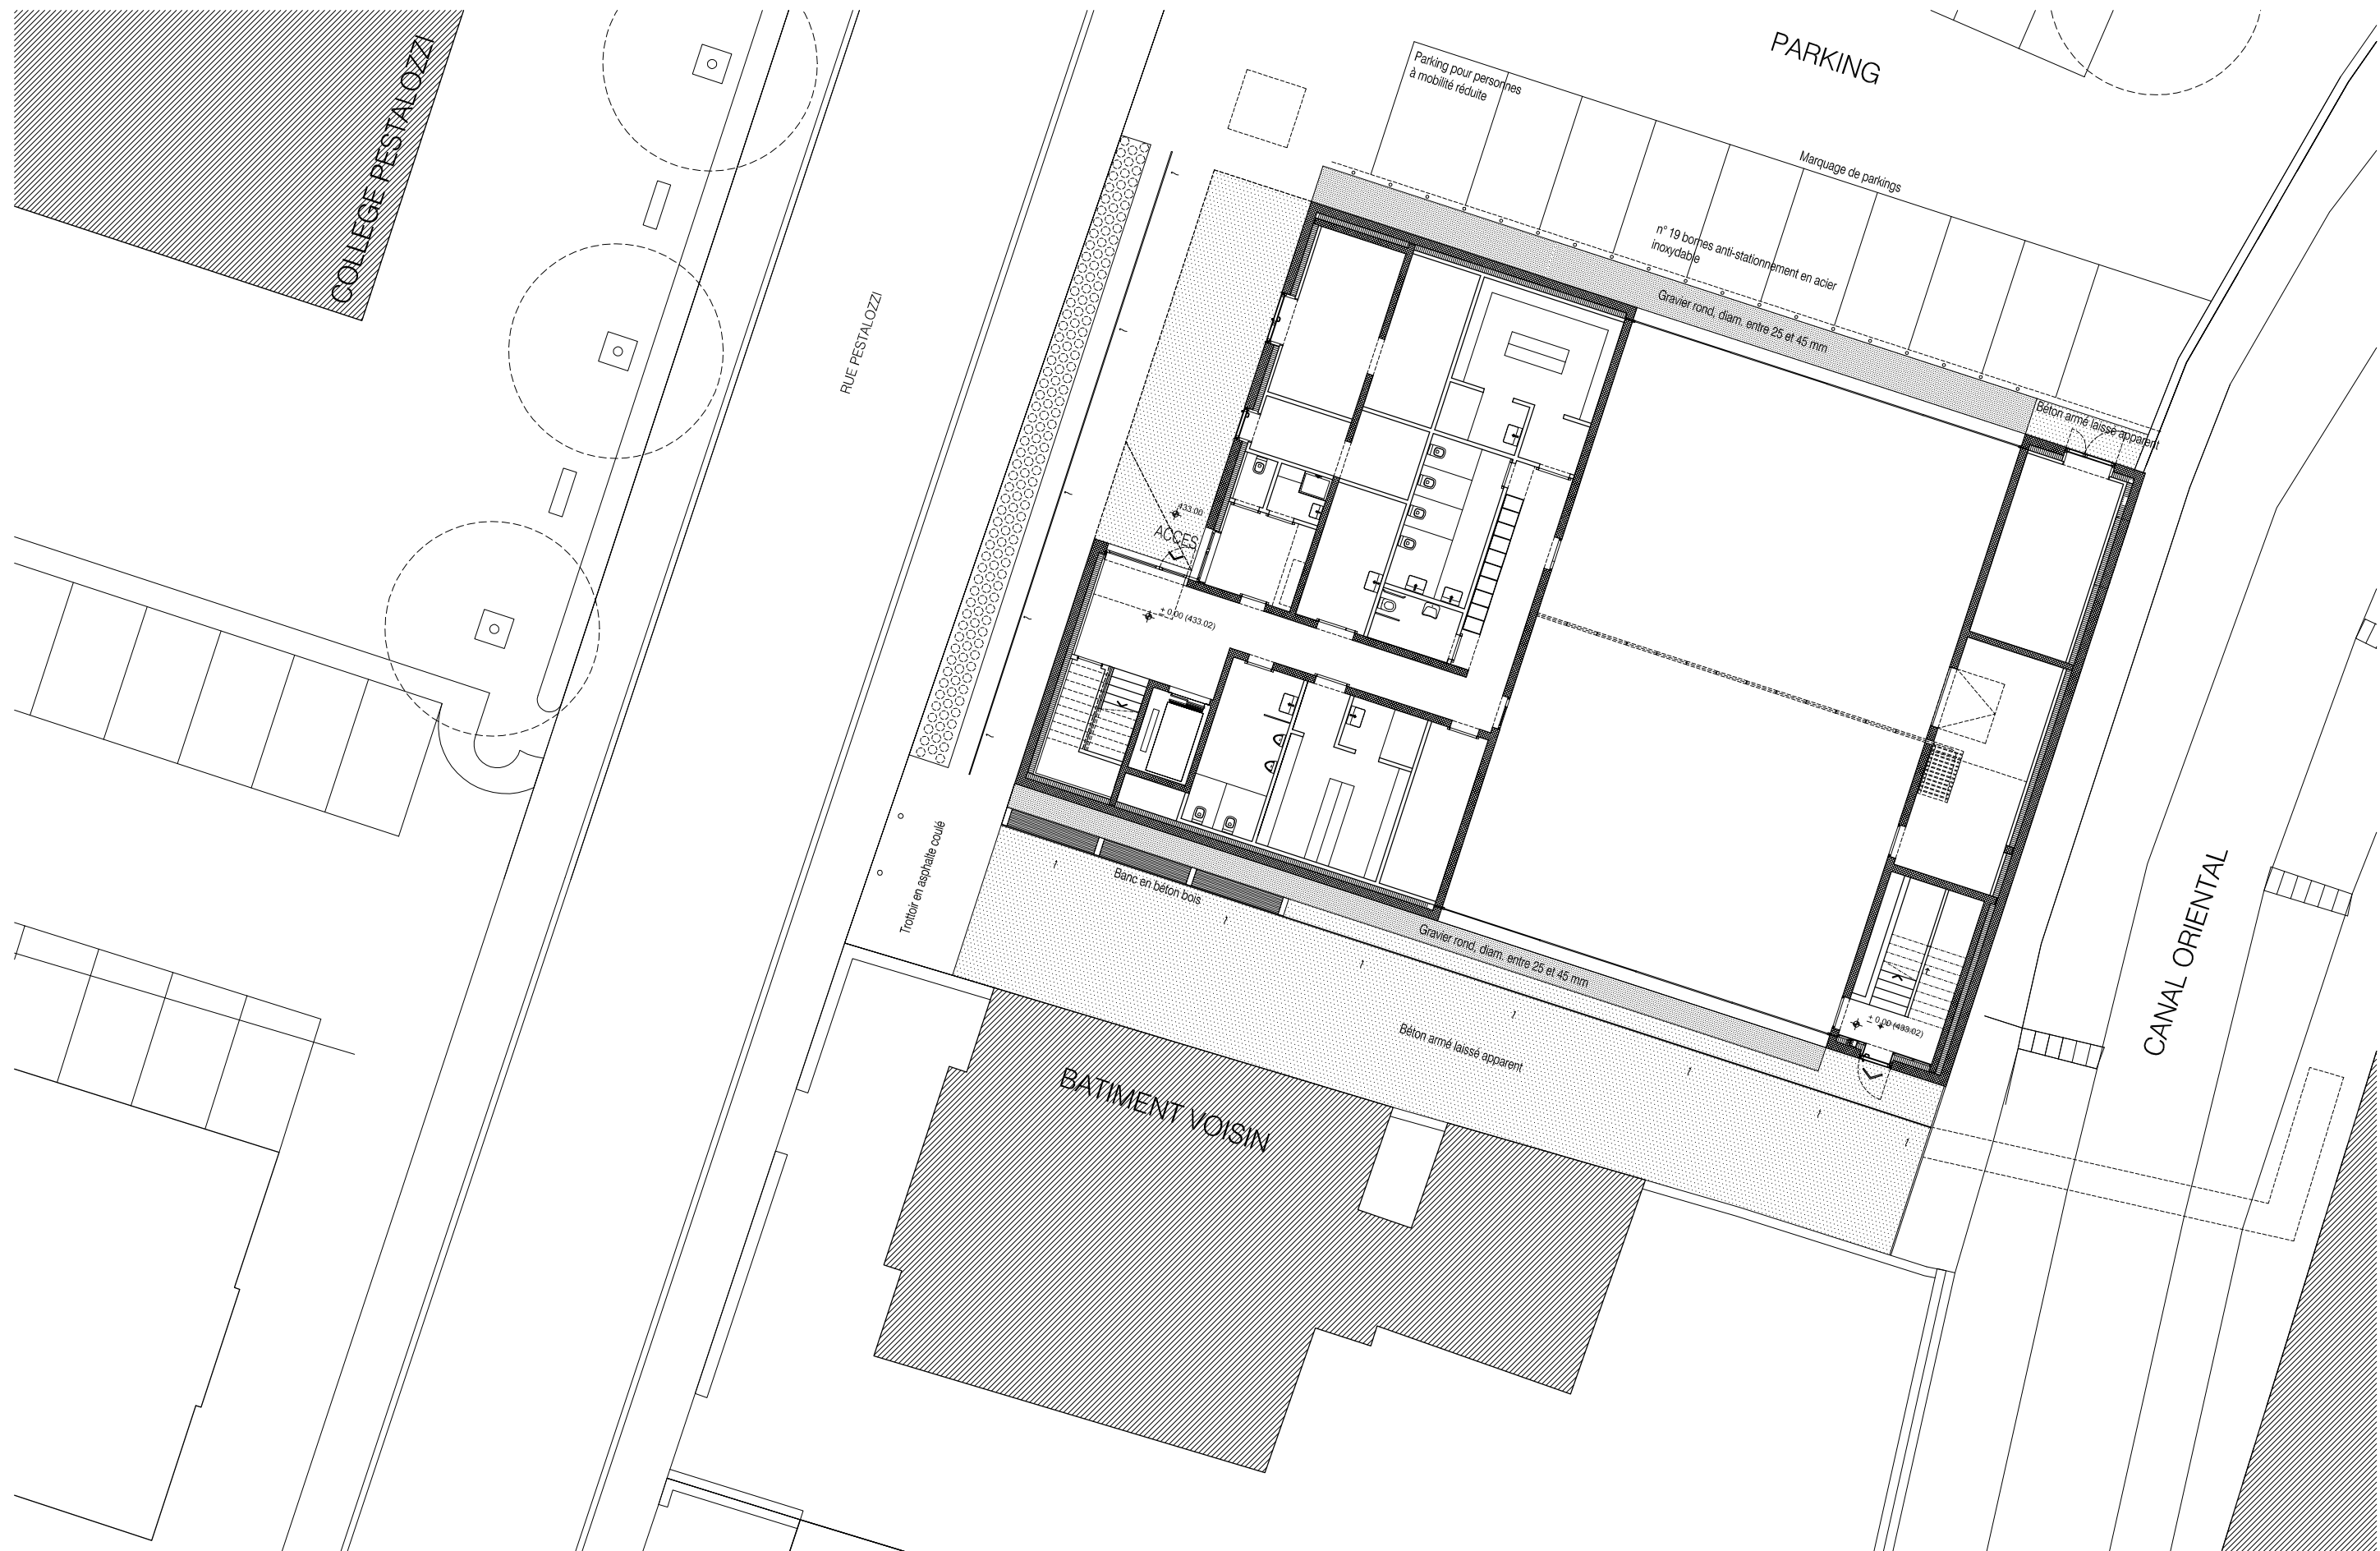 PARKING
COLLEGE PESTALOZZI
Parking pour personnes
à mobilité réduite
Marquage de parkings
n° 19 bornes anti-stationnement en acier
inoxydable
Gravier rond, diam. entre 25 et 45 mm
RUE PESTALOZZI
Béton armé laissé apparent
433.00
ACCES
+ 0.00 (433.02)
Trottoir en asphalte coulé
Banc en béton bois
Gravier rond, diam. entre 25 et 45 mm
CANAL ORIENTAL
+ 0.00 (433.02)
Béton armé laissé apparent
BATIMENT VOISIN